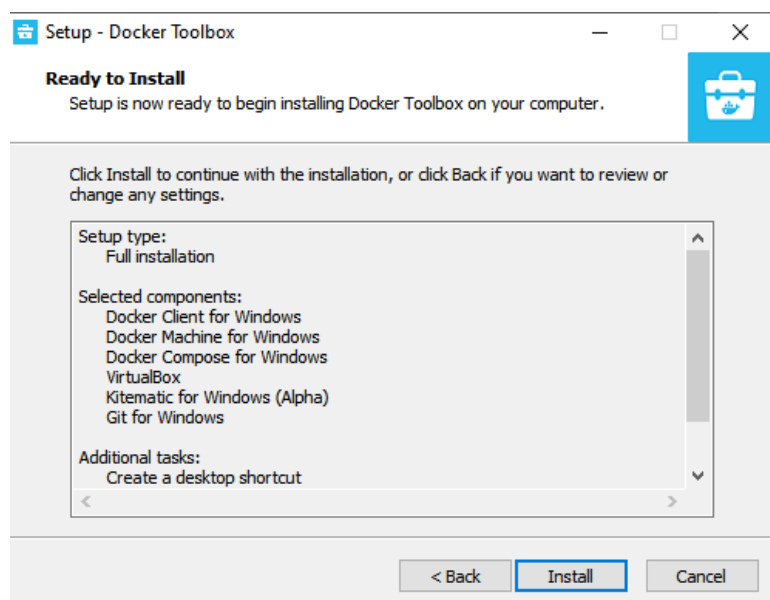 Setup - Docker Toolbox
Ready to Install
Setup is now ready to begin installing Docker Toolbox on your computer.
Click Install to continue with the installation, or click Back if you want to review or
change any settings.
Setup type:
Full installation
Selected components:
Docker Client for Windows
Docker Machine for Windows
Docker Compose for Windows
VirtualBox
Kitematic for Windows (Alpha)
Git for Windows
Additional tasks:
Create a desktop shortcut
< Back Install Cancel